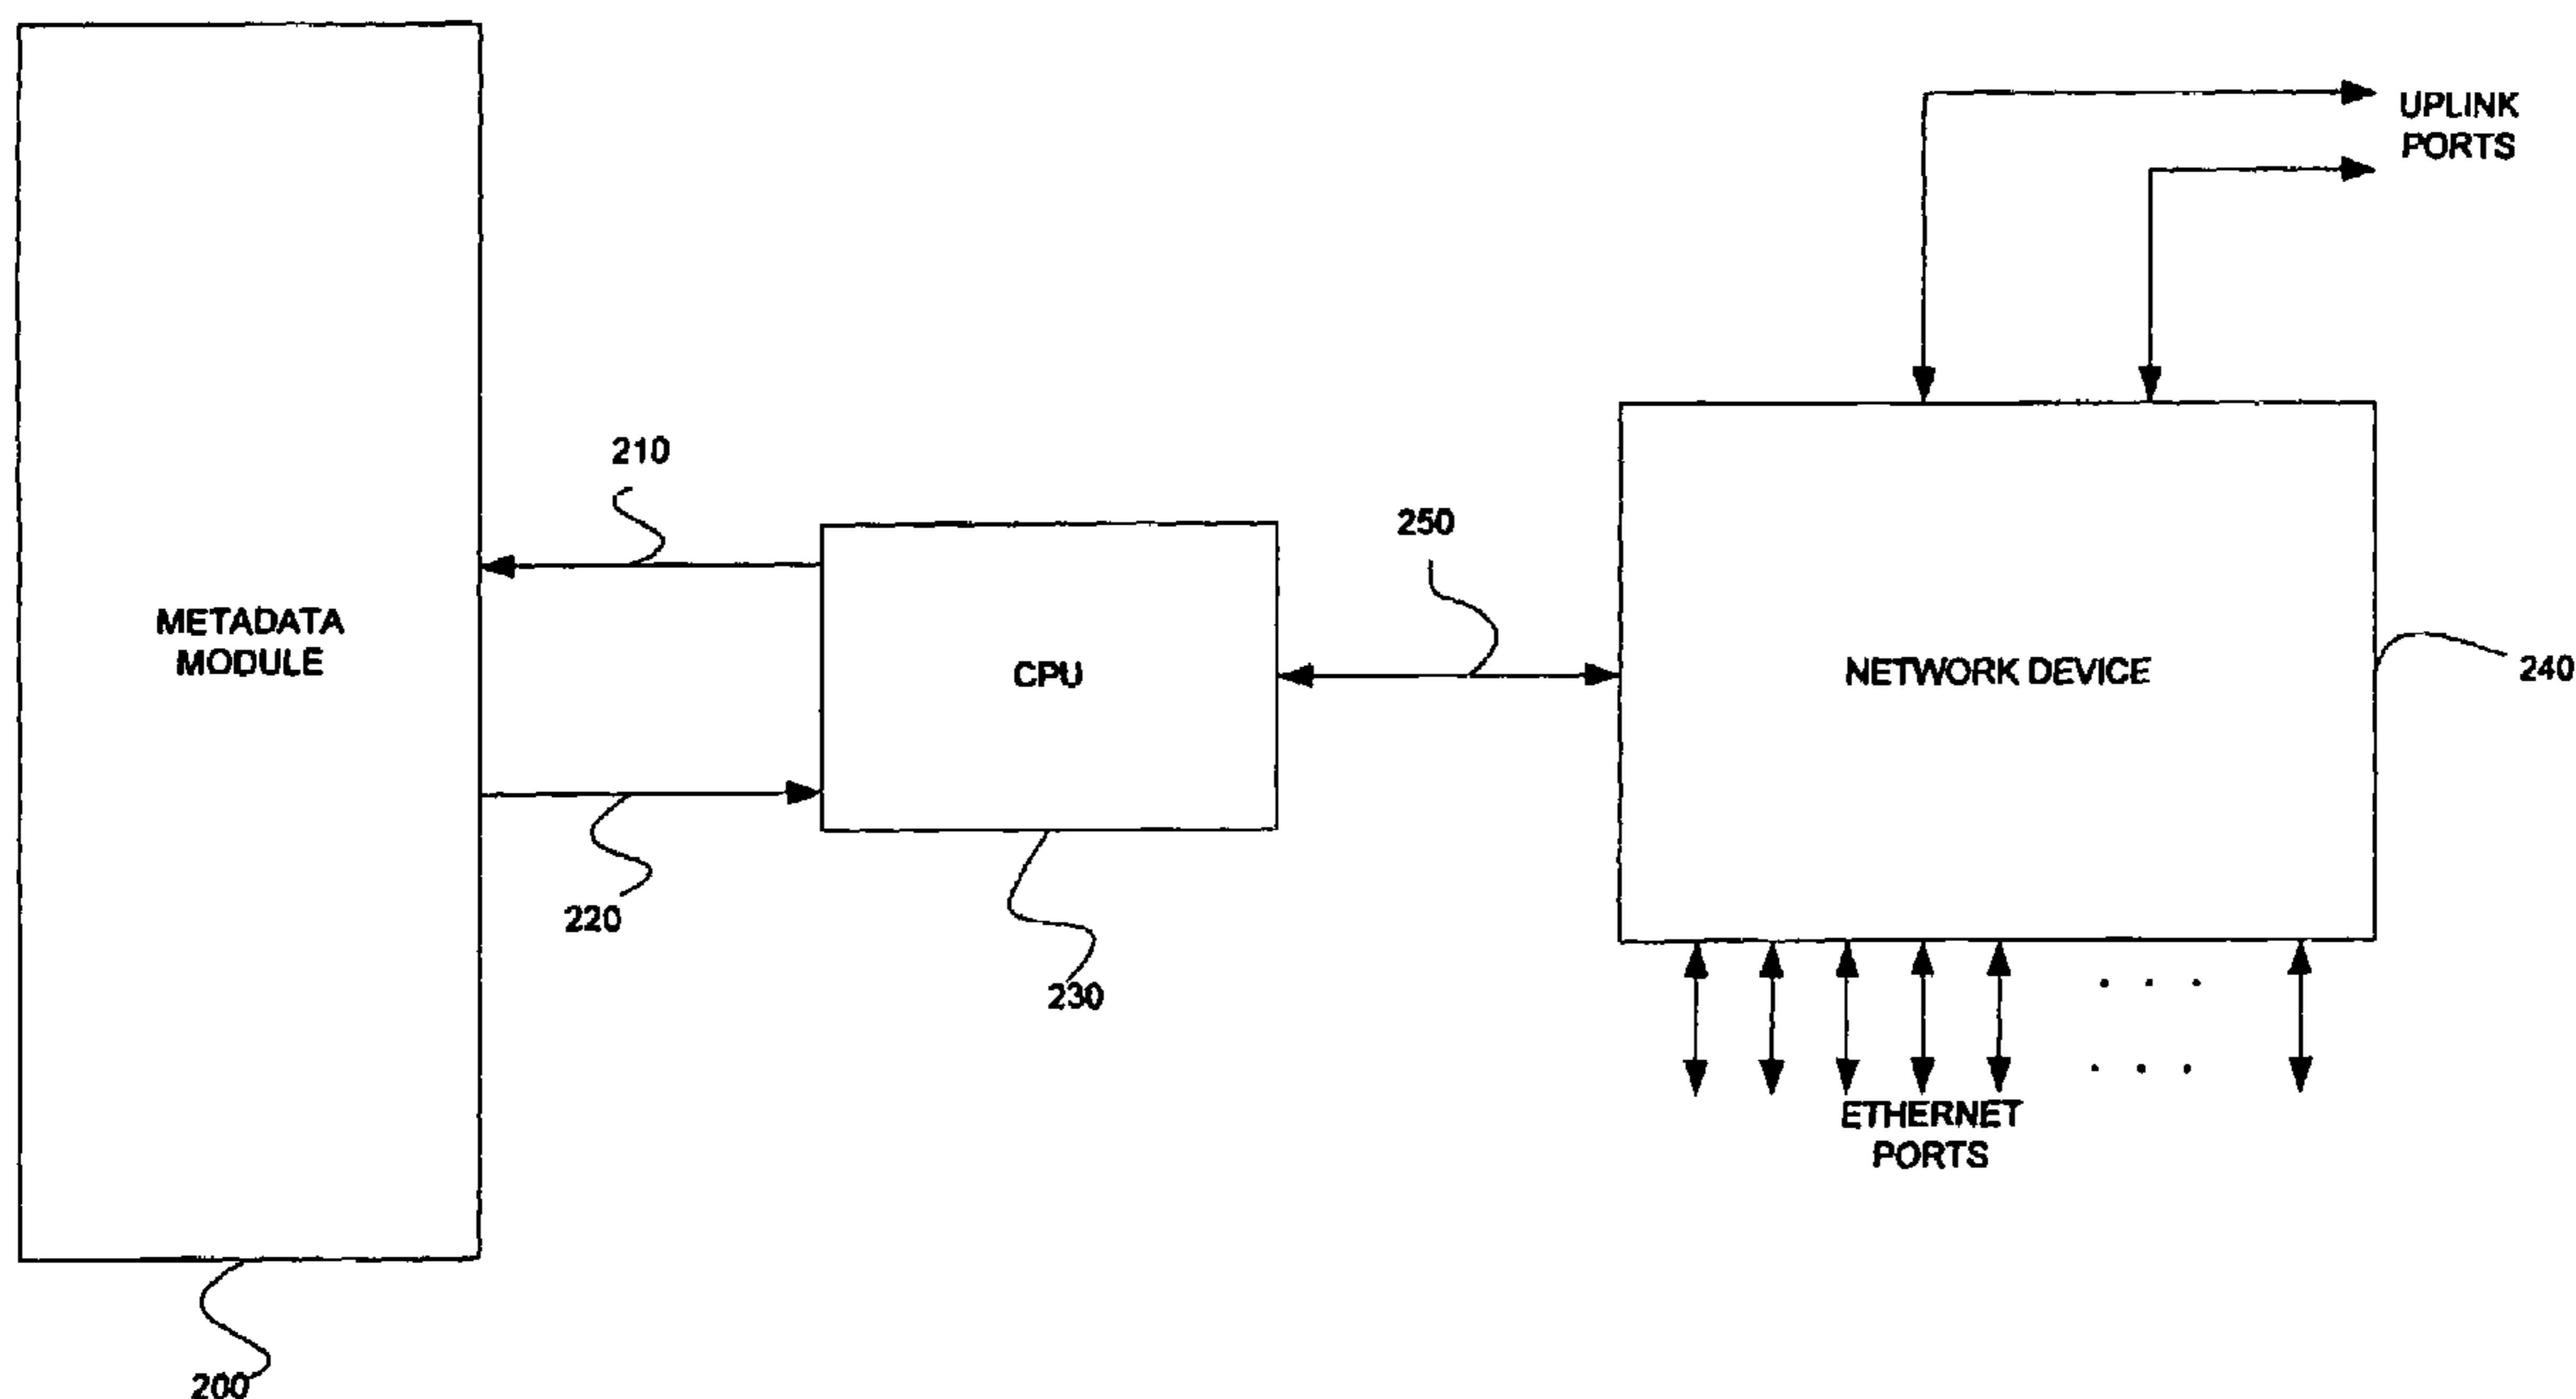 UPLINK
PORTS
210
250
METADATA
MODULE
CPU
NETWORK DEVICE
240
220
230
ETHERNET
PORTS
200